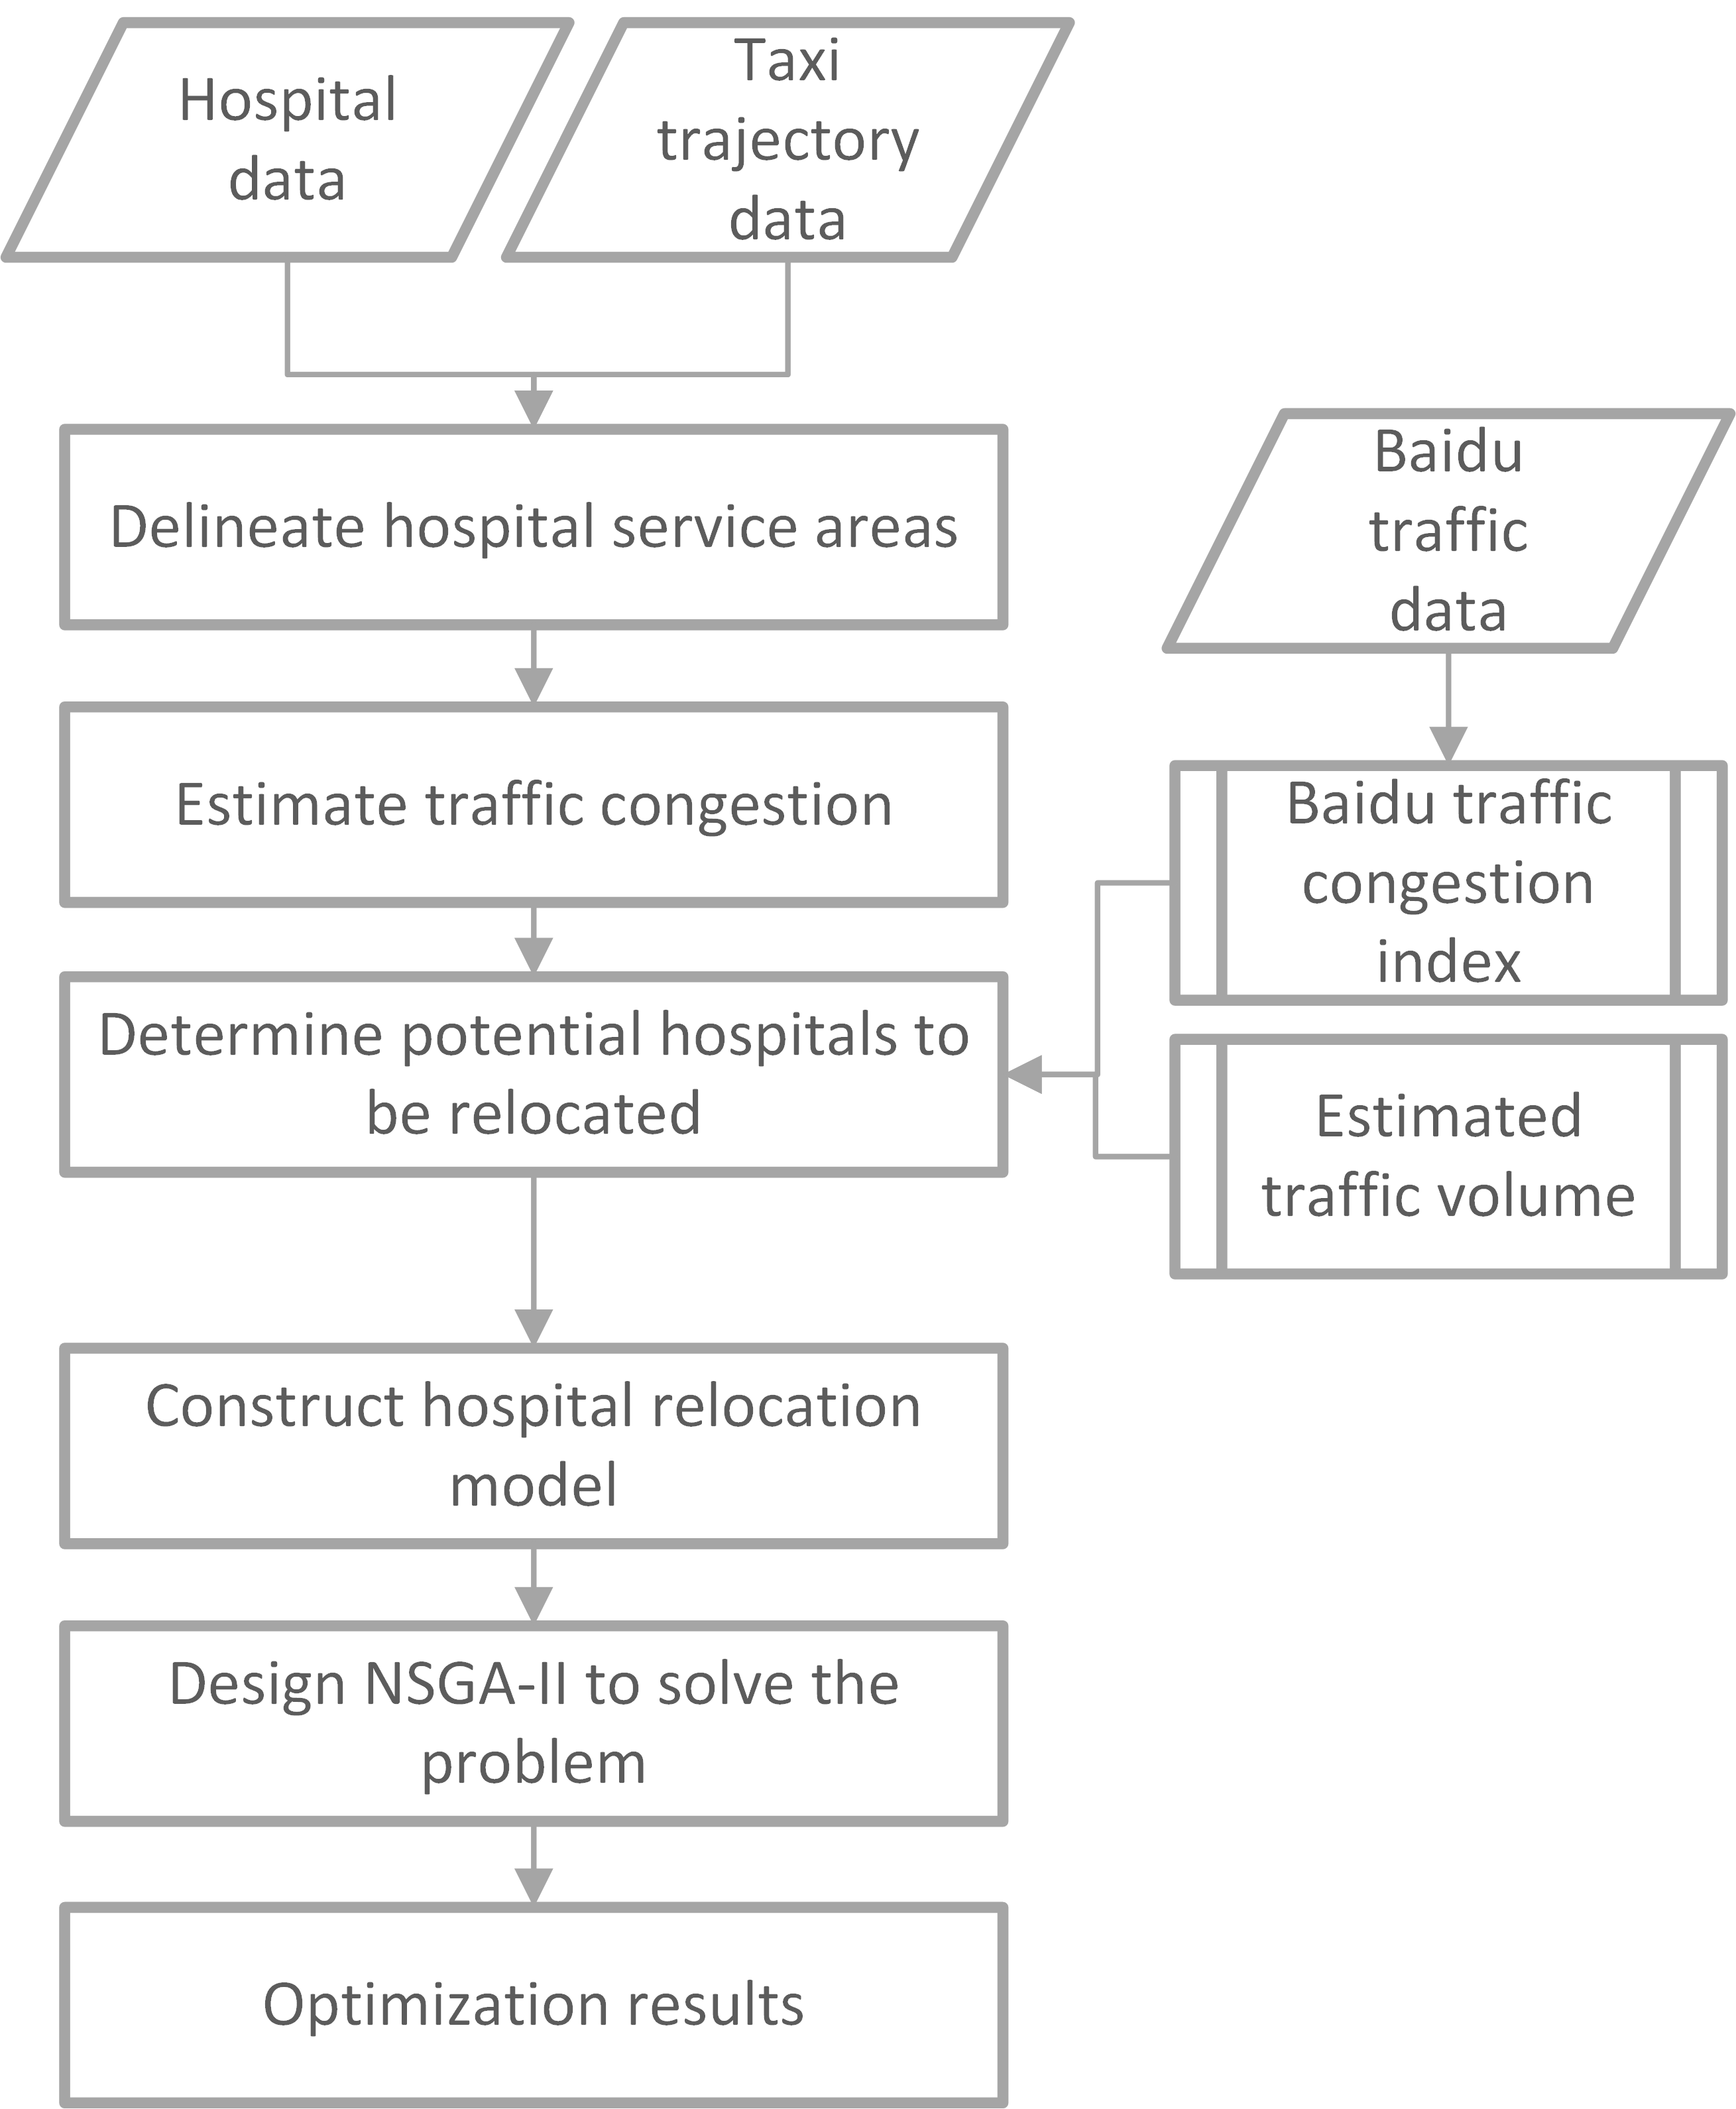 Hospital
data
Taxi
trajectory
data
Delineate hospital service areas
Baidu
traffic
data
Estimate traffic congestion
Baidu traffic
congestion
index
Determine potential hospitals to
be relocated
Estimated
traffic volume
Construct hospital relocation
model
Design NSGA-II to solve the
problem
Optimization results